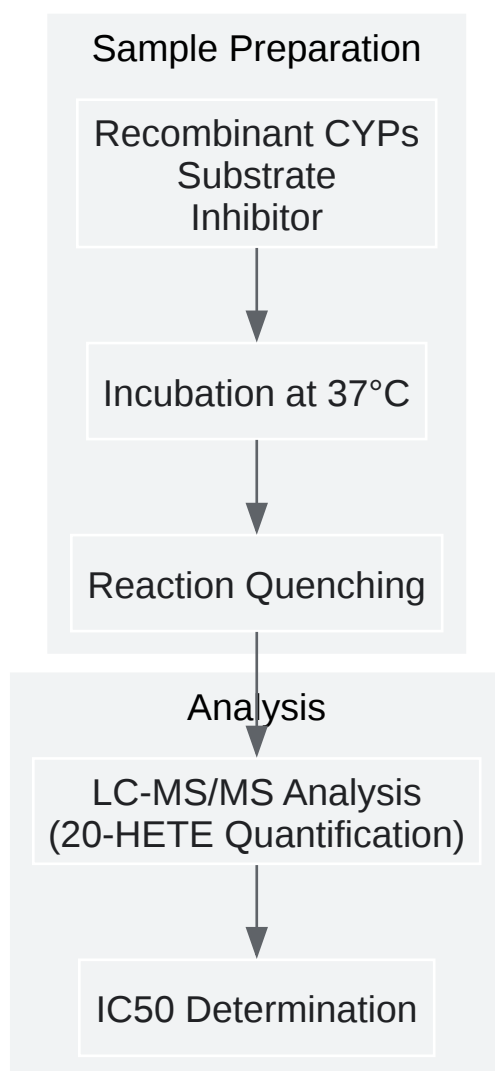 Sample Preparation
Recombinant CYPs
Substrate
Inhibitor
Incubation at 37°C
Reaction Quenching
Analysis
LC-MS/MS Analysis
(20-HETE Quantification)
IC50 Determination